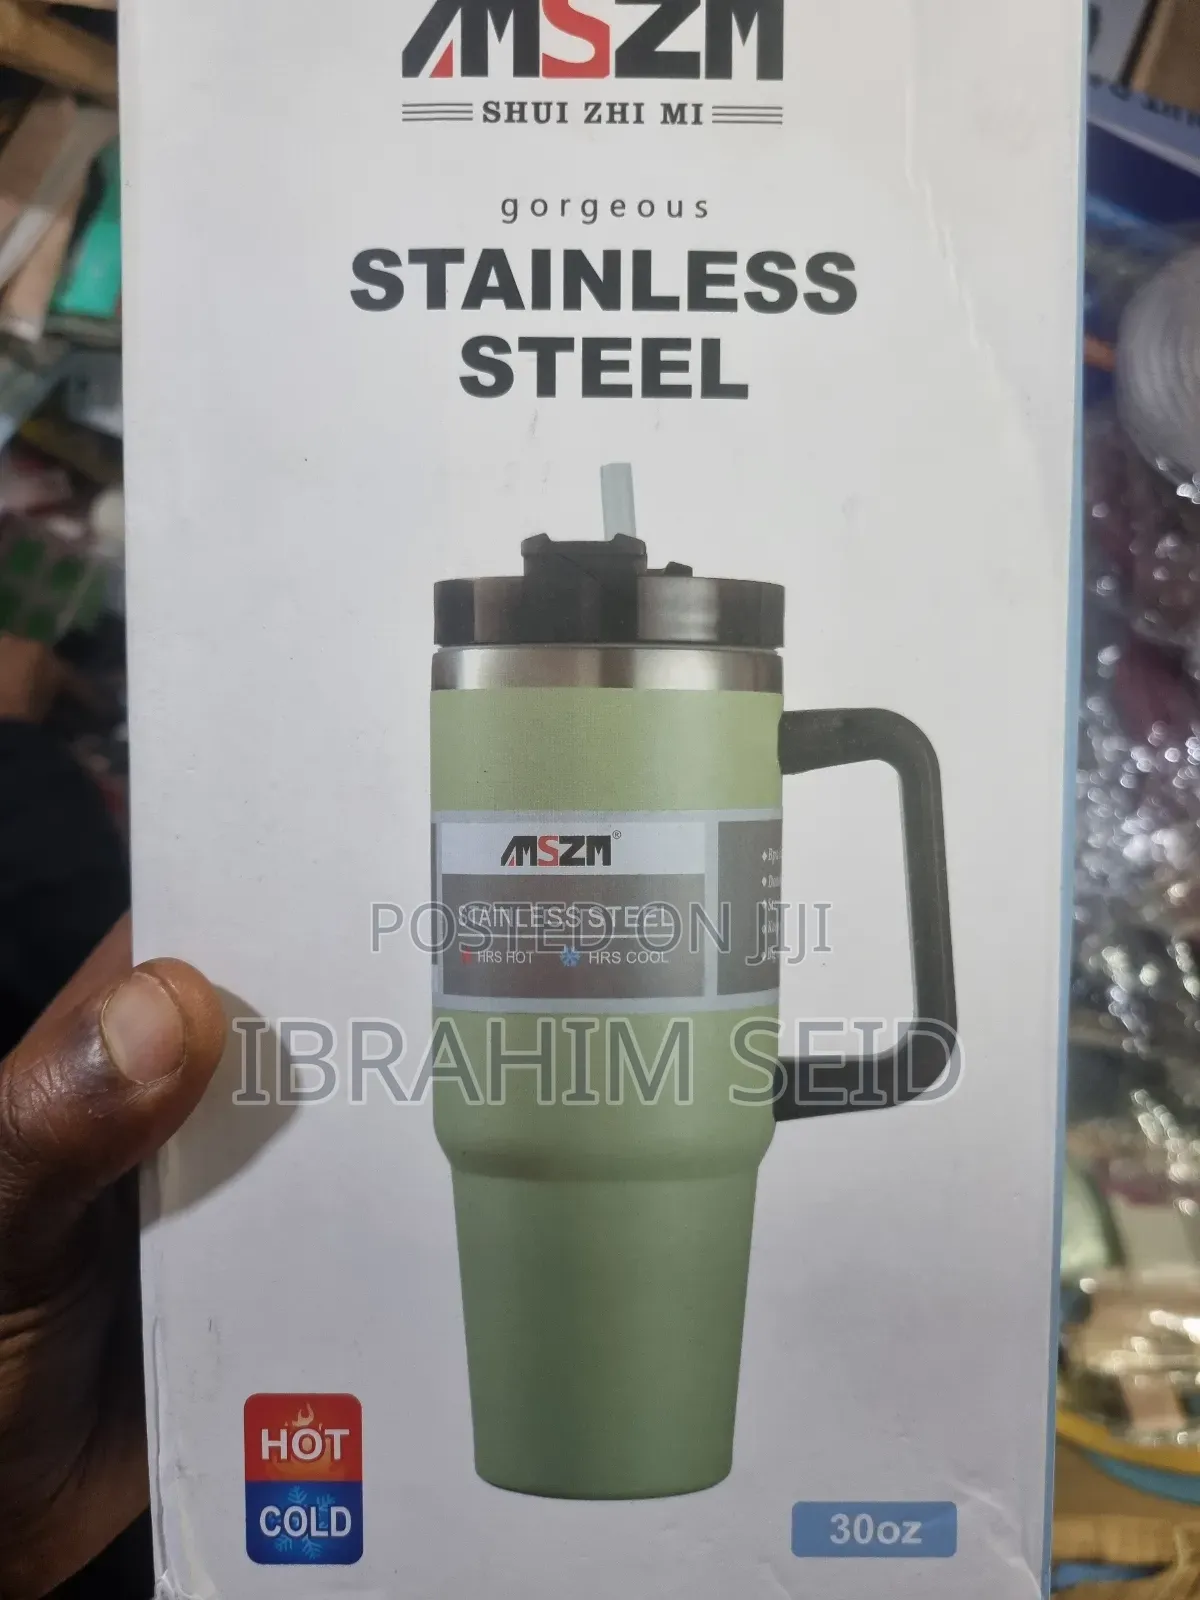 MSZM
SHUI ZHI MI
gorgeous
STAINLESS
STEEL
MSZM®
STAINLESS STEEL
HRS HOT HRS COOL
POSTED ON JIJI
IBRAHIM SEID
HOT
COLD
30oz